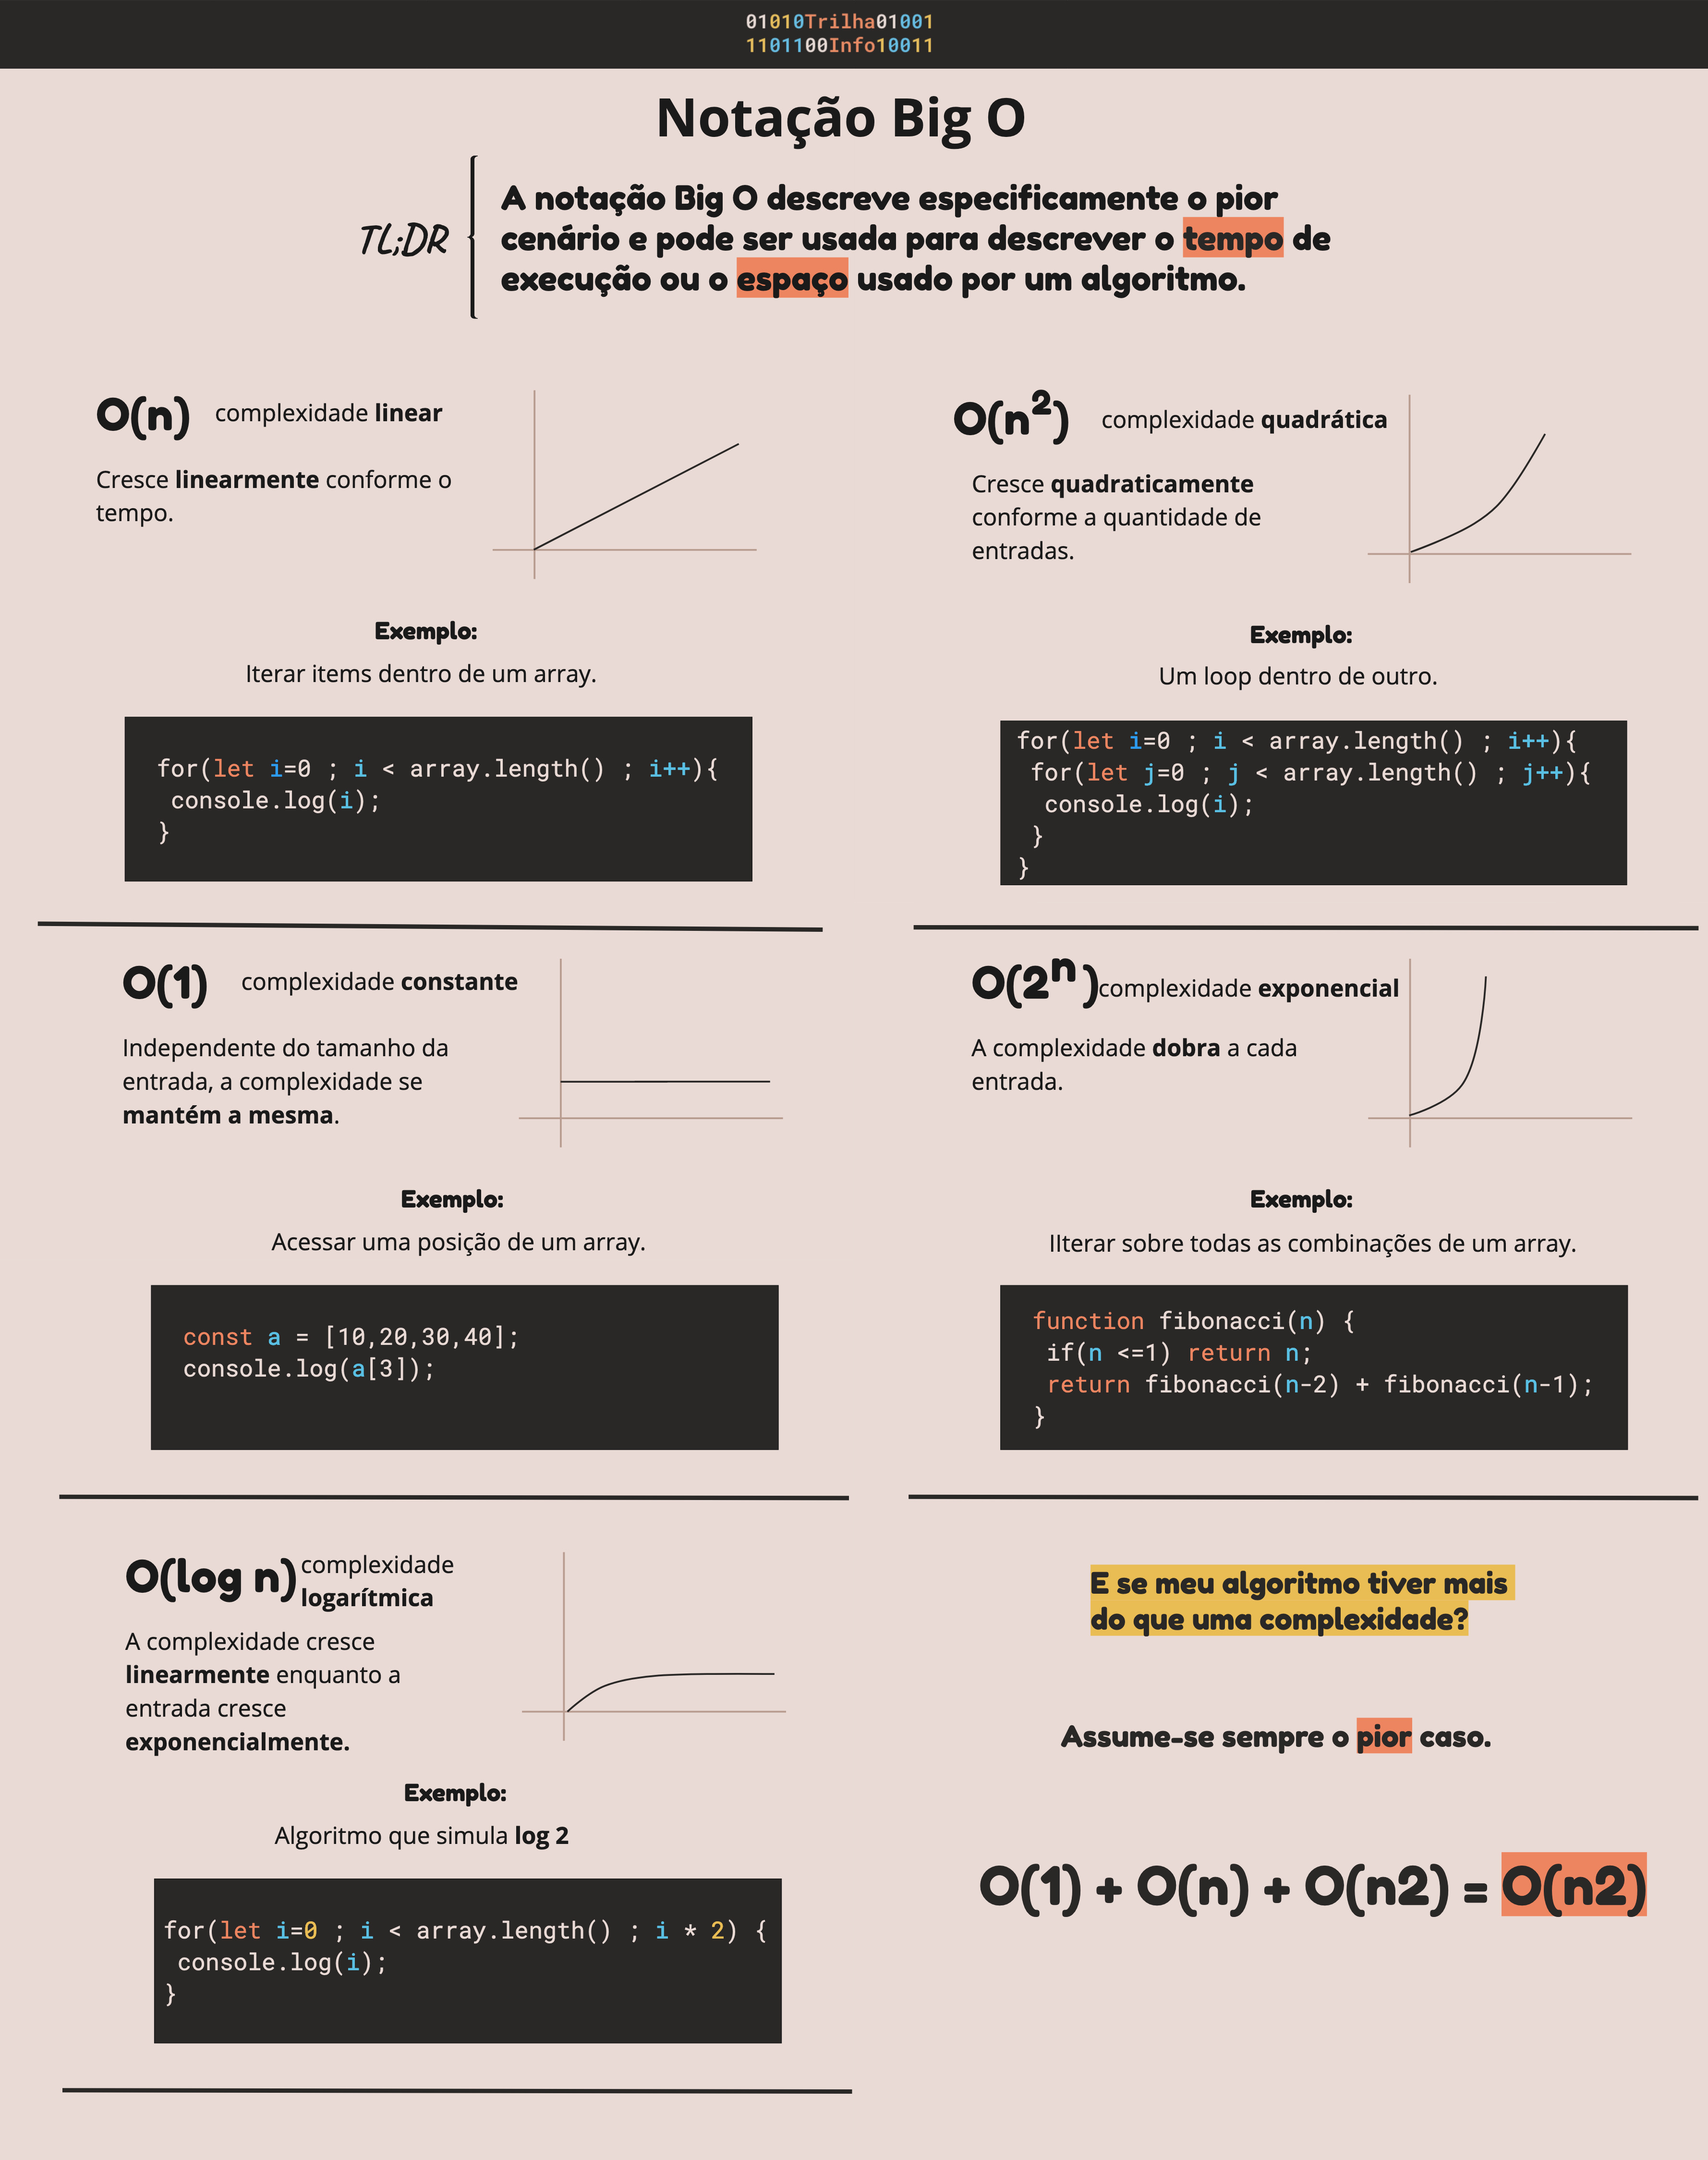 01010Trilha01001
1101100Info10011
Notação Big O
TL;DR
A notação Big O descreve especificamente o pior
cenário e pode ser usada para descrever o tempo de
execução ou o espaço usado por um algoritmo.
O(n) complexidade linear
Cresce linearmente conforme o
tempo.
Exemplo:
Iterar items dentro de um array.
for(let i=0 ; i < array.length() ; i++){
console.log(i);
}
O(n²) complexidade quadrática
Cresce quadraticamente
conforme a quantidade de
entradas.
Exemplo:
Um loop dentro de outro.
for(let i=0 ; i < array.length() ; i++){
for(let j=0 ; j < array.length() ; j++){
console.log(i);
}
}
O(1) complexidade constante
Independente do tamanho da
entrada, a complexidade se
mantém a mesma.
Exemplo:
Acessar uma posição de um array.
const a = [10,20,30,40];
console.log(a[3]);
O(2ⁿ) complexidade exponencial
A complexidade dobra a cada
entrada.
Exemplo:
IIterar sobre todas as combinações de um array.
function fibonacci(n) {
if(n <=1) return n;
return fibonacci(n-2) + fibonacci(n-1);
}
O(log n) complexidade
logarítmica
A complexidade cresce
linearmente enquanto a
entrada cresce
exponencialmente.
Exemplo:
Algoritmo que simula log 2
for(let i=0 ; i < array.length() ; i * 2) {
console.log(i);
}
E se meu algoritmo tiver mais
do que uma complexidade?
Assume-se sempre o pior caso.
O(1) + O(n) + O(n2) = O(n2)